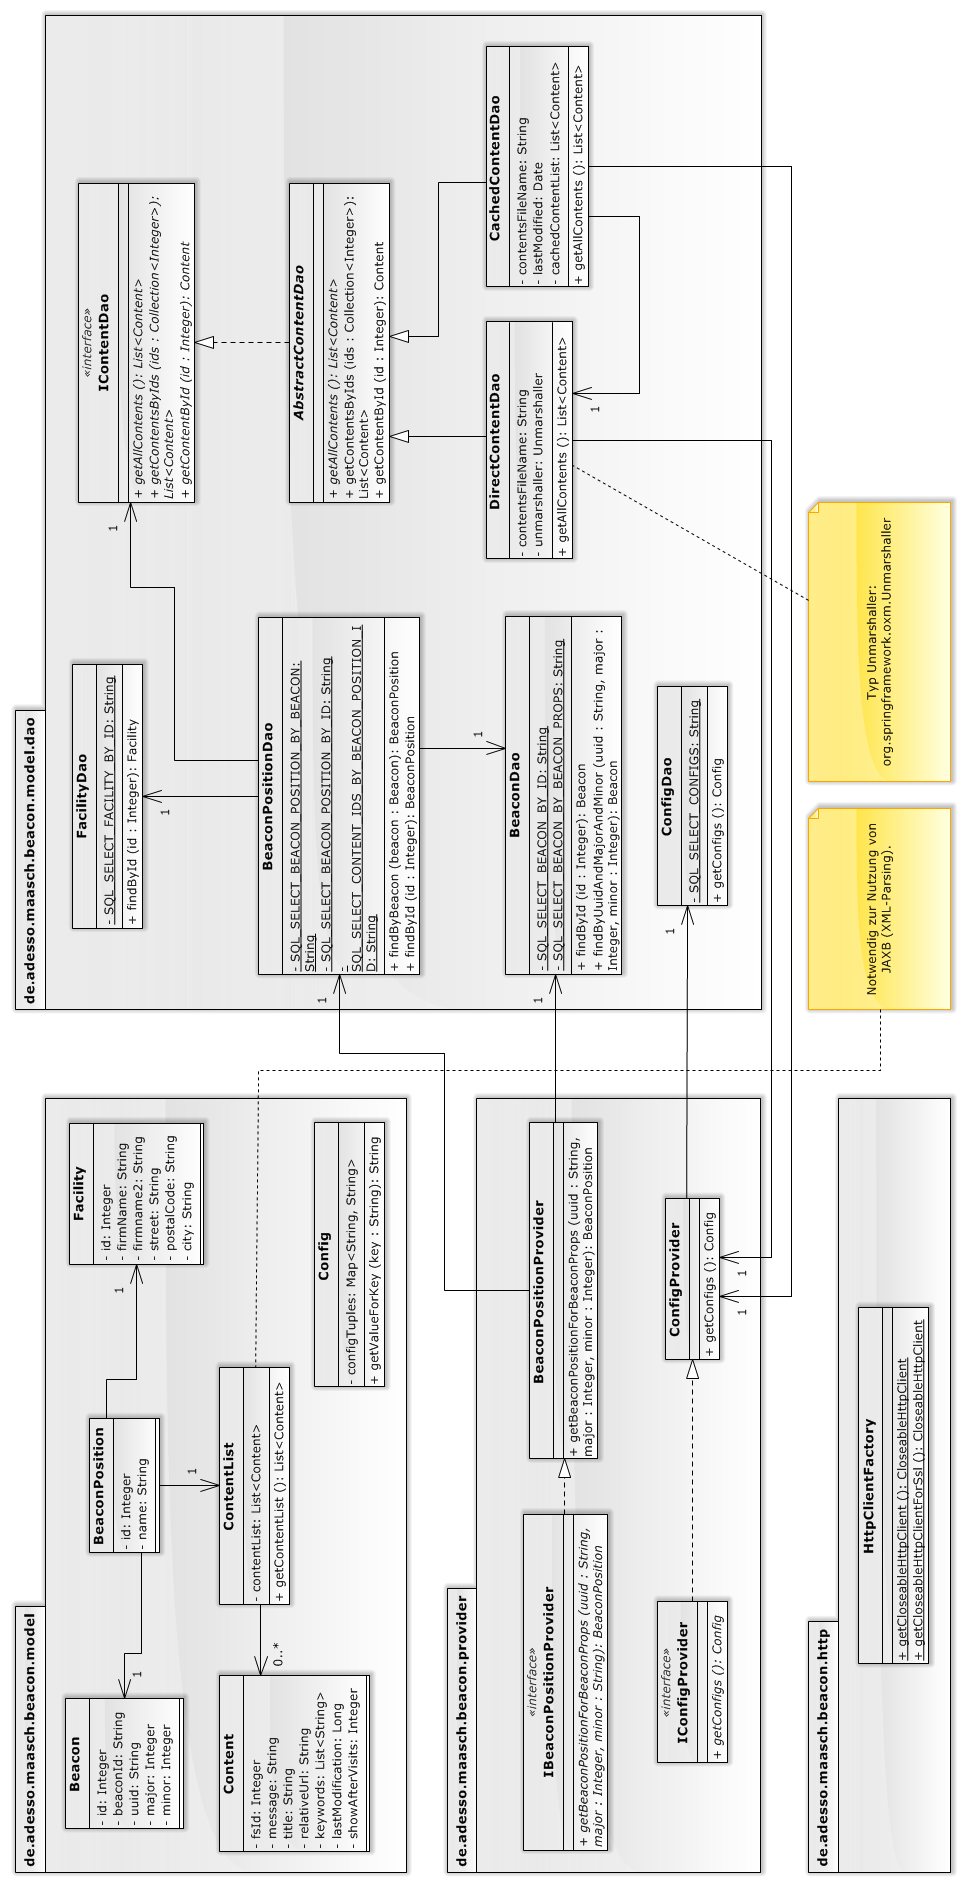 de.adesso.maasch.beacon.model
Beacon
- id: Integer
- beaconId: String
- uuid: String
- major: Integer
- minor: Integer
1
BeaconPosition
- id: Integer
- name: String
1
Facility
- id: Integer
- firmName: String
- firmname2: String
- street: String
- postalCode: String
- city: String
1
Content
- fsId: Integer
- message: String
- title: String
- relativeUrl: String
- keywords: List<String>
- lastModification: Long
- showAfterVisits: Integer
0..*
ContentList
- contentList: List<Content>
+ getContentList (): List<Content>
Config
- configTuples: Map<String, String>
+ getValueForKey (key : String): String
de.adesso.maasch.beacon.model.dao
FacilityDao
- SQL_SELECT_FACILITY_BY_ID: String
+ findById (id : Integer): Facility
1
1
«interface»
IContentDao
+ getAllContents (): List<Content>
+ getContentsByIds (ids : Collection<Integer>):
List<Content>
+ getContentById (id : Integer): Content
BeaconPositionDao
- SQL_SELECT_BEACON_POSITION_BY_BEACON:
String
- SQL_SELECT_BEACON_POSITION_BY_ID: String
-
SQL_SELECT_CONTENT_IDS_BY_BEACON_POSITION_I
D: String
+ findByBeacon (beacon : Beacon): BeaconPosition
+ findById (id : Integer): BeaconPosition
1
1
AbstractContentDao
+ getAllContents (): List<Content>
+ getContentsByIds (ids : Collection<Integer>):
List<Content>
+ getContentById (id : Integer): Content
BeaconDao
- SQL_SELECT_BEACON_BY_ID: String
- SQL_SELECT_BEACON_BY_BEACON_PROPS: String
+ findById (id : Integer): Beacon
+ findByUuidAndMajorAndMinor (uuid : String, major :
Integer, minor : Integer): Beacon
1
DirectContentDao
- contentsFileName: String
- unmarshaller: Unmarshaller
+ getAllContents (): List<Content>
1
CachedContentDao
- contentsFileName: String
- lastModified: Date
- cachedContentList: List<Content>
+ getAllContents (): List<Content>
ConfigDao
- SQL_SELECT_CONFIGS: String
+ getConfigs (): Config
1
de.adesso.maasch.beacon.provider
«interface»
IBeaconPositionProvider
+ getBeaconPositionForBeaconProps (uuid : String,
major : Integer, minor : String): BeaconPosition
BeaconPositionProvider
+ getBeaconPositionForBeaconProps (uuid : String,
major : Integer, minor : Integer): BeaconPosition
«interface»
IConfigProvider
+ getConfigs (): Config
ConfigProvider
+ getConfigs (): Config
1
1
de.adesso.maasch.beacon.http
HttpClientFactory
+ getCloseableHttpClient (): CloseableHttpClient
+ getCloseableHttpClientForSsl (): CloseableHttpClient
Notwendig zur Nutzung von
JAXB (XML-Parsing).
Typ Unmarshaller:
org.springframework.oxm.Unmarshaller